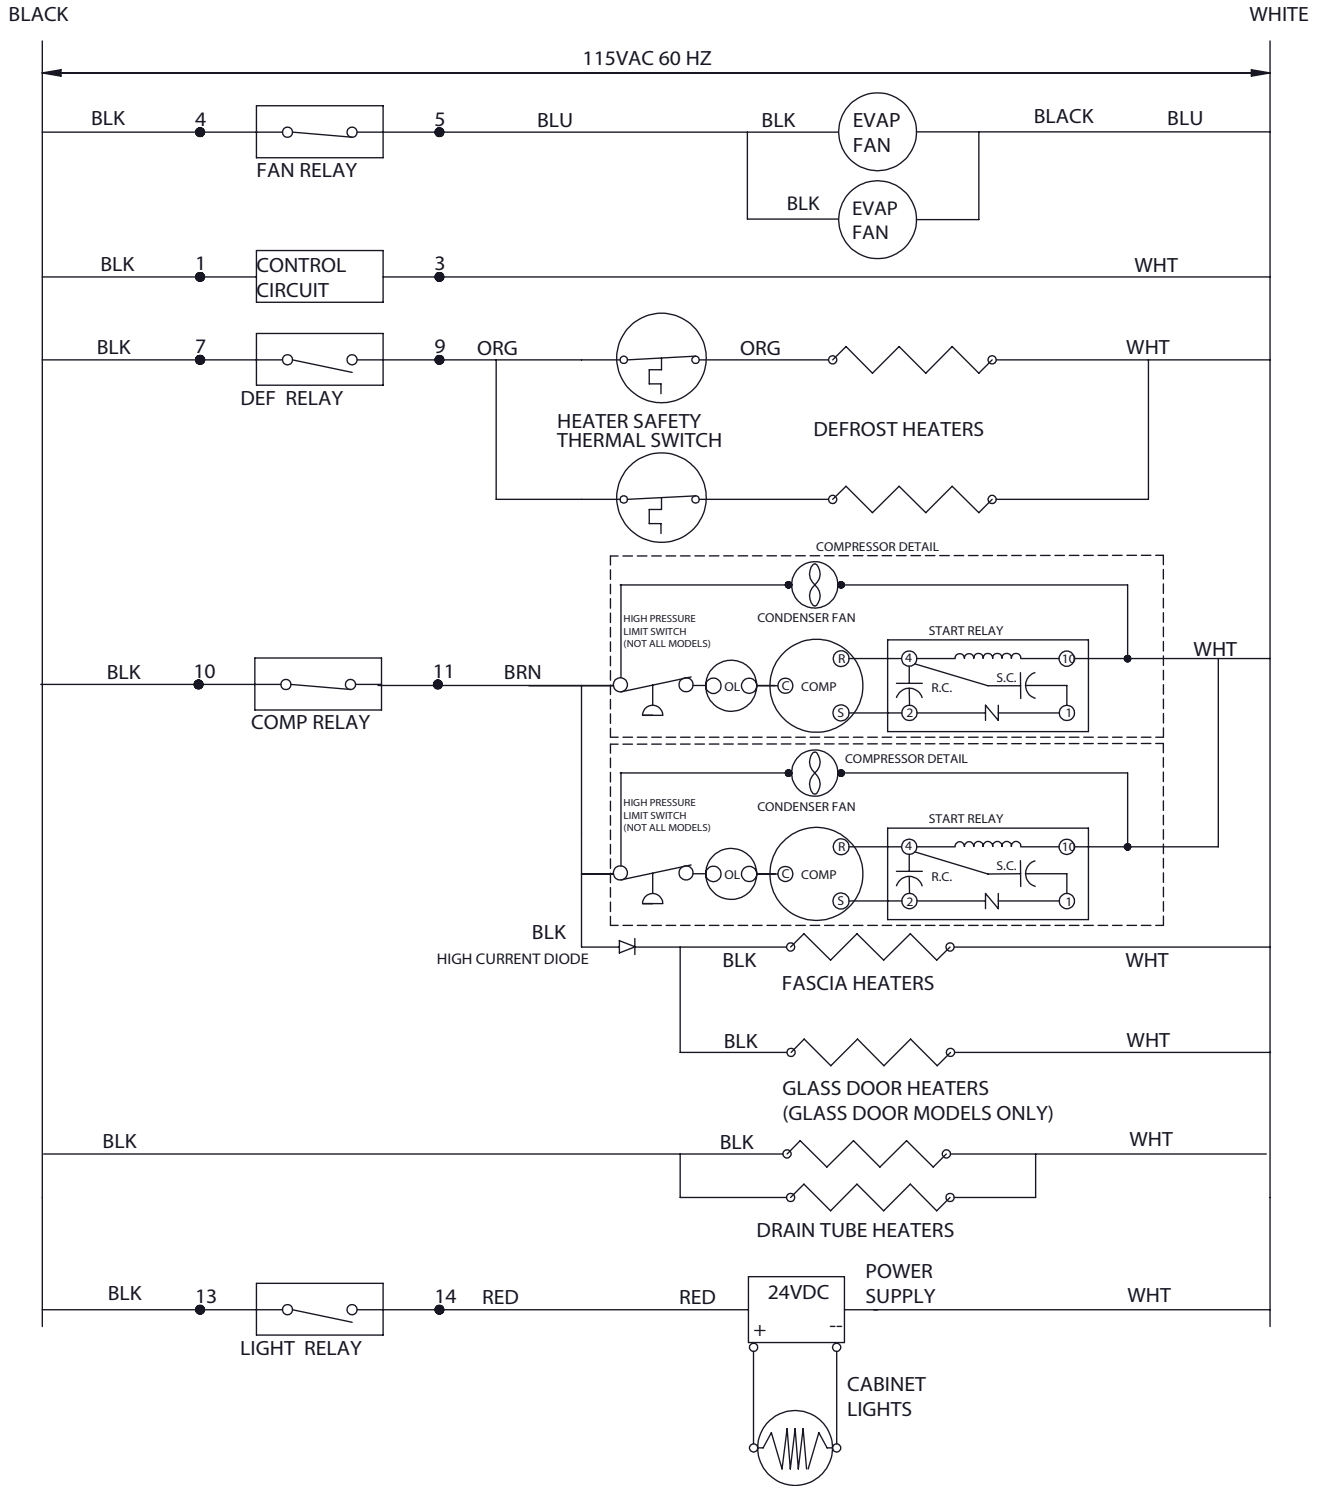 BLACK
WHITE
115VAC 60 HZ
BLK
4
5
BLU
BLK
EVAP
FAN
BLACK
BLU
FAN RELAY
BLK
EVAP
FAN
BLK
1
CONTROL
CIRCUIT
3
WHT
BLK
7
9
ORG
ORG
WHT
DEF RELAY
HEATER SAFETY
THERMAL SWITCH
DEFROST HEATERS
COMPRESSOR DETAIL
CONDENSER FAN
HIGH PRESSURE
LIMIT SWITCH
(NOT ALL MODELS)
START RELAY
WHT
BLK
10
11
BRN
OL
C
COMP
R
S
4
10
R.C.
S.C.
2
N
1
COMP RELAY
COMPRESSOR DETAIL
CONDENSER FAN
HIGH PRESSURE
LIMIT SWITCH
(NOT ALL MODELS)
START RELAY
OL
C
COMP
R
S
4
10
R.C.
S.C.
2
N
1
BLK
HIGH CURRENT DIODE
BLK
WHT
FASCIA HEATERS
BLK
WHT
GLASS DOOR HEATERS
(GLASS DOOR MODELS ONLY)
BLK
BLK
WHT
DRAIN TUBE HEATERS
BLK
13
14
RED
RED
24VDC
+
--
POWER
SUPPLY
WHT
LIGHT RELAY
CABINET
LIGHTS